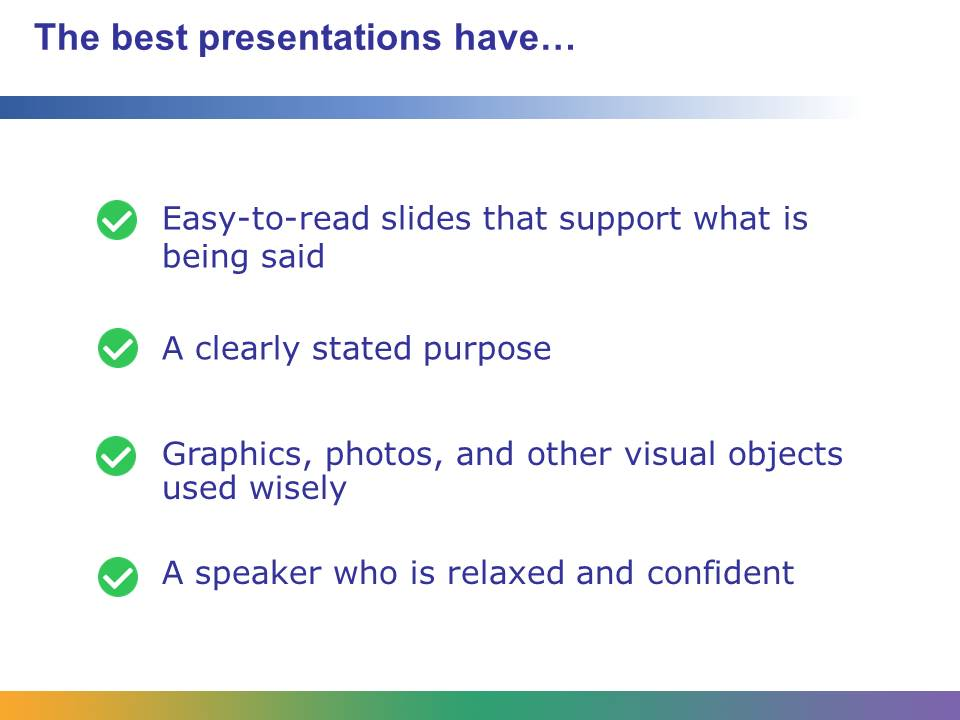 The best presentations have…
Easy-to-read slides that support what is
being said
A clearly stated purpose
Graphics, photos, and other visual objects
used wisely
A speaker who is relaxed and confident